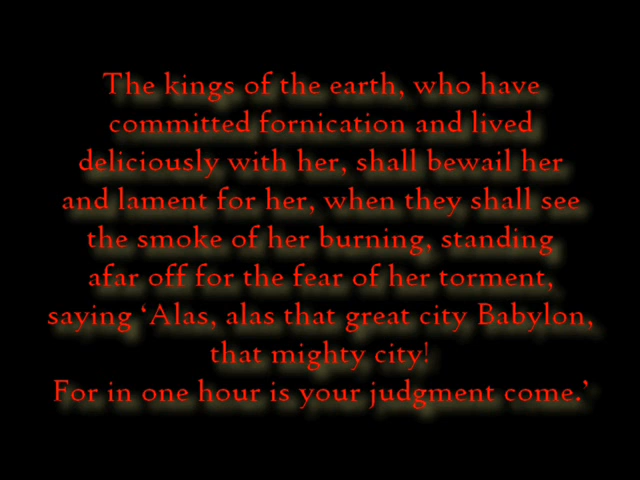 The kings of the earth, who have
committed fornication and lived
deliciously with her, shall bewail her
and lament for her, when they shall see
the smoke of her burning, standing
afar off for the fear of her torment,
saying ‘Alas, alas that great city Babylon,
that mighty city!
For in one hour is your judgment come.’